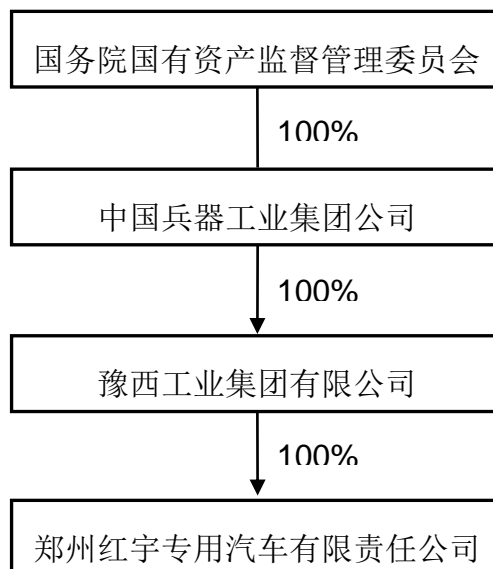 国务院国有资产监督管理委员会
100%
中国兵器工业集团公司
100%
豫西工业集团有限公司
100%
郑州红宇专用汽车有限责任公司